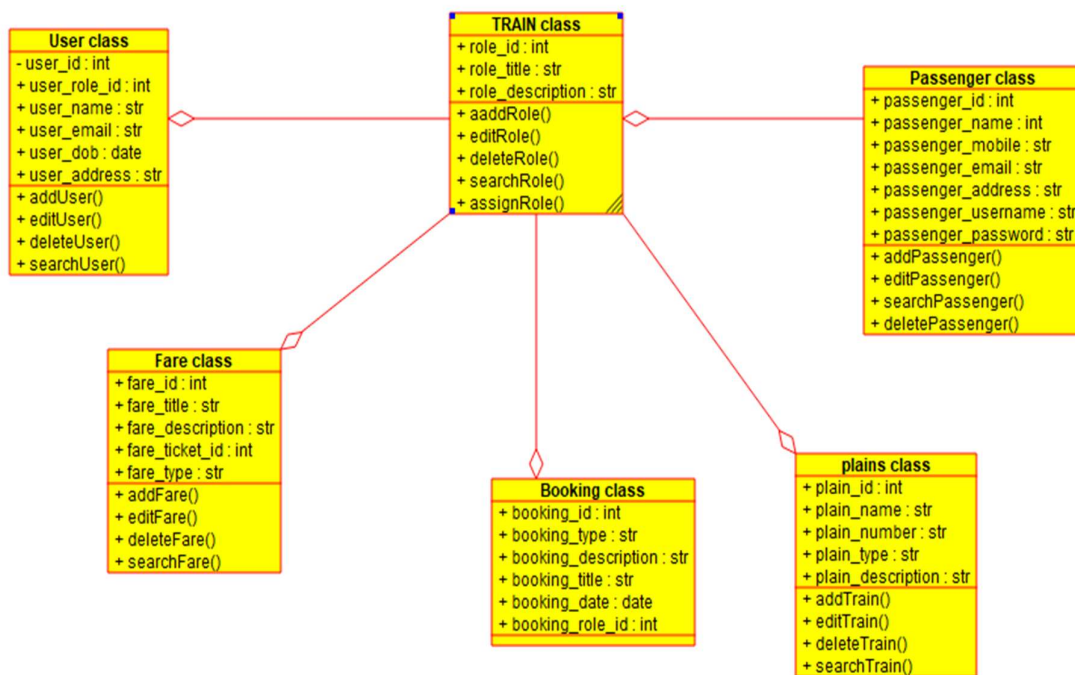 User class
- user_id : int
+ user_role_id : int
+ user_name : str
+ user_email : str
+ user_dob : date
+ user_address : str
+ addUser()
+ editUser()
+ deleteUser()
+ searchUser()
TRAIN class
+ role_id : int
+ role_title : str
+ role_description : str
+ aaddRole()
+ editRole()
+ deleteRole()
+ searchRole()
+ assignRole()
Passenger class
+ passenger_id : int
+ passenger_name : int
+ passenger_mobile : str
+ passenger_email : str
+ passenger_address : str
+ passenger_username : str
+ passenger_password : str
+ addPassenger()
+ editPassenger()
+ searchPassenger()
+ deletePassenger()
Fare class
+ fare_id : int
+ fare_title : str
+ fare_description : str
+ fare_ticket_id : int
+ fare_type : str
+ addFare()
+ editFare()
+ deleteFare()
+ searchFare()
Booking class
+ booking_id : int
+ booking_type : str
+ booking_description : str
+ booking_title : str
+ booking_date : date
+ booking_role_id : int
plains class
+ plain_id : int
+ plain_name : str
+ plain_number : str
+ plain_type : str
+ plain_description : str
+ addTrain()
+ editTrain()
+ deleteTrain()
+ searchTrain()